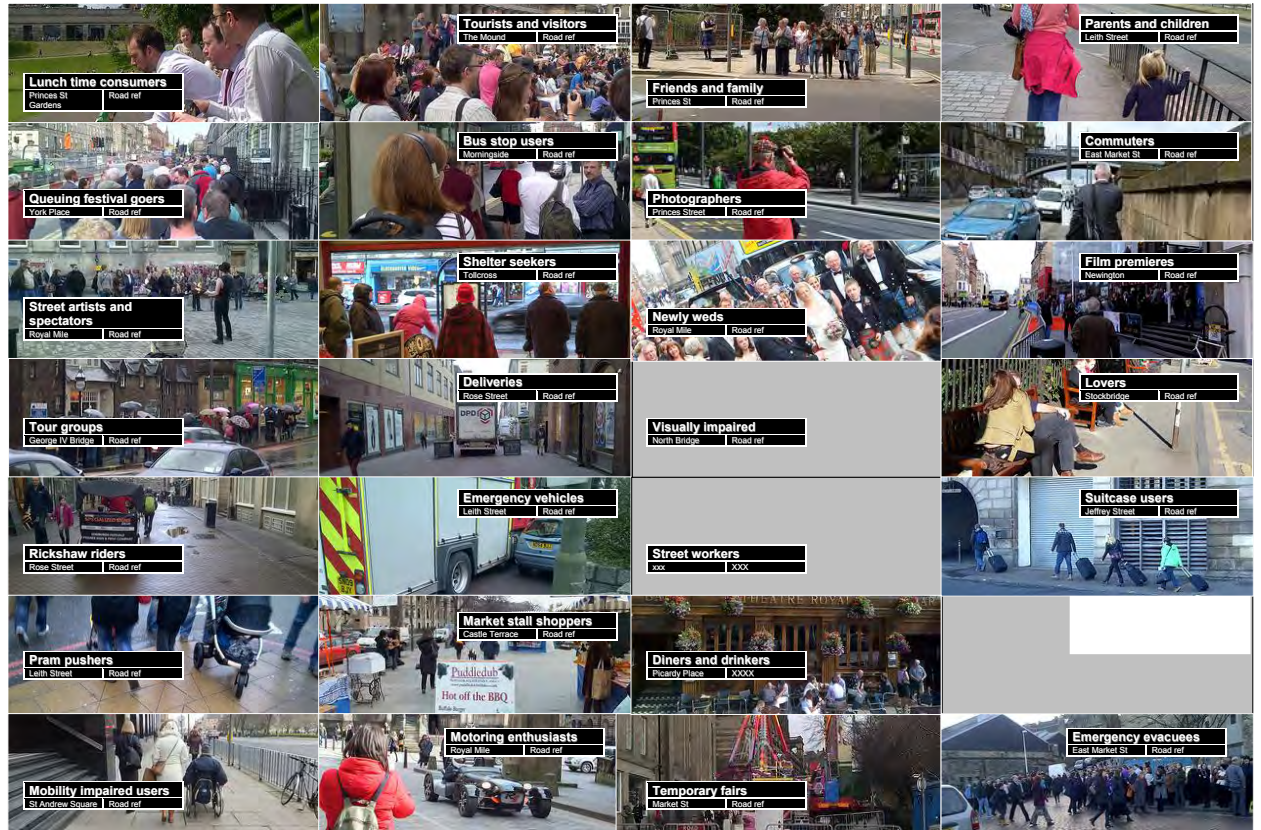 Lunch time consumers
Princes St Gardens Road ref
Tourists and visitors
The Mound Road ref
Friends and family
Princes St Road ref
Parents and children
Leith Street Road ref
Queuing festival goers
York Place Road ref
Bus stop users
Morningside Road ref
Photographers
Princes Street Road ref
Commuters
East Market St Road ref
Street artists and
spectators
Royal Mile Road ref
Shelter seekers
Tollcross Road ref
Newly weds
Royal Mile Road ref
Film premieres
Newington Road ref
Tour groups
George IV Bridge Road ref
Deliveries
Rose Street Road ref
DPD
Visually impaired
North Bridge Road ref
Lovers
Stockbridge Road ref
Rickshaw riders
Rose Street Road ref
Emergency vehicles
Leith Street Road ref
Street workers
xxx XXX
Suitcase users
Jeffrey Street Road ref
Pram pushers
Leith Street Road ref
Market stall shoppers
Castle Terrace Road ref
Puddledub
Hot off the BBQ
Buffalo Burger
THEATRE ROYAL
Diners and drinkers
Picardy Place XXXX
Mobility impaired users
St Andrew Square Road ref
Motoring enthusiasts
Royal Mile Road ref
Temporary fairs
Market St Road ref
Emergency evacuees
East Market St Road ref